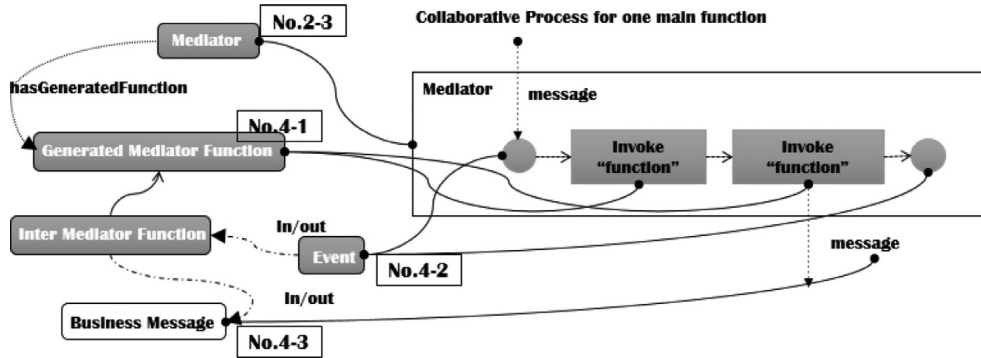 No.2-3
Collaborative Process for one main function
Mediator
hasGeneratedFunction
Mediator
message
No.4-1
Generated Mediator Function
Invoke
“function”
Invoke
“function”
Inter Mediator Function
In/out
Event
message
No.4-2
In/out
Business Message
No.4-3